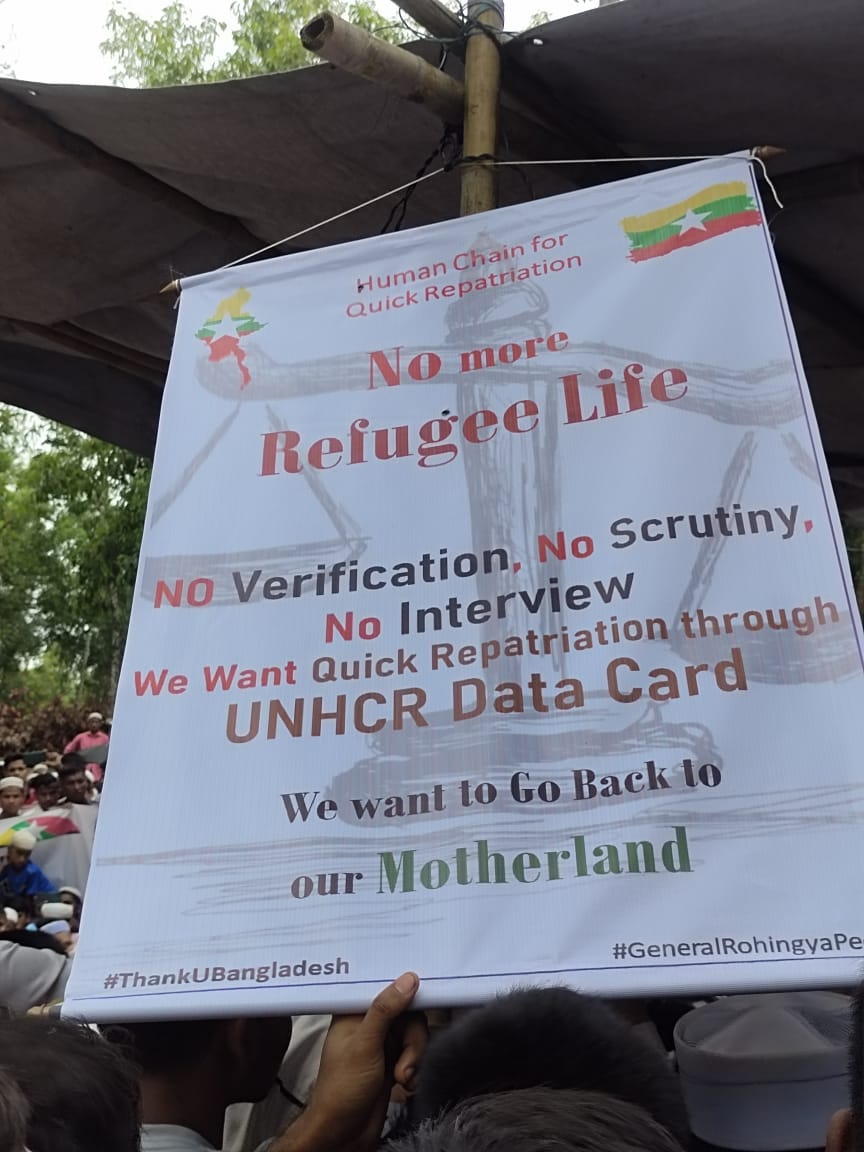 Human Chain for
Quick Repatriation
No more
Refugee Life
NO Verification, No Scrutiny,
No Interview
We Want Quick Repatriation through
UNHCR Data Card
We want to Go Back to
our Motherland
#ThankUBangladesh
#GeneralRohingyaPe